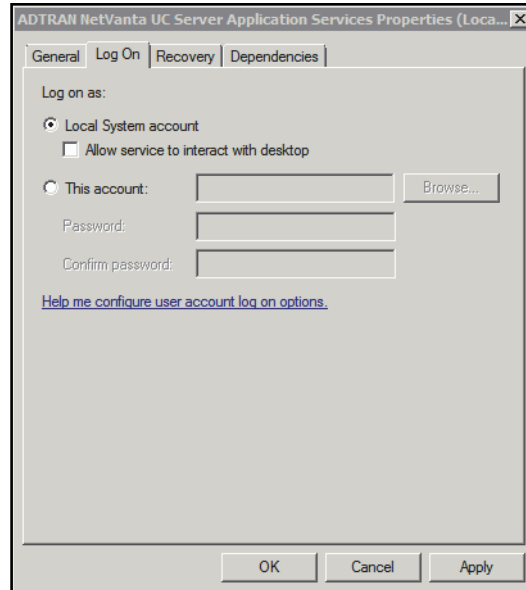 ADTRAN NetVanta UC Server Application Services Properties (Loca...
General Log On Recovery Dependencies
Log on as:
Local System account
Allow service to interact with desktop
This account: Browse...
Password:
Confirm password:
Help me configure user account log on options.
OK Cancel Apply